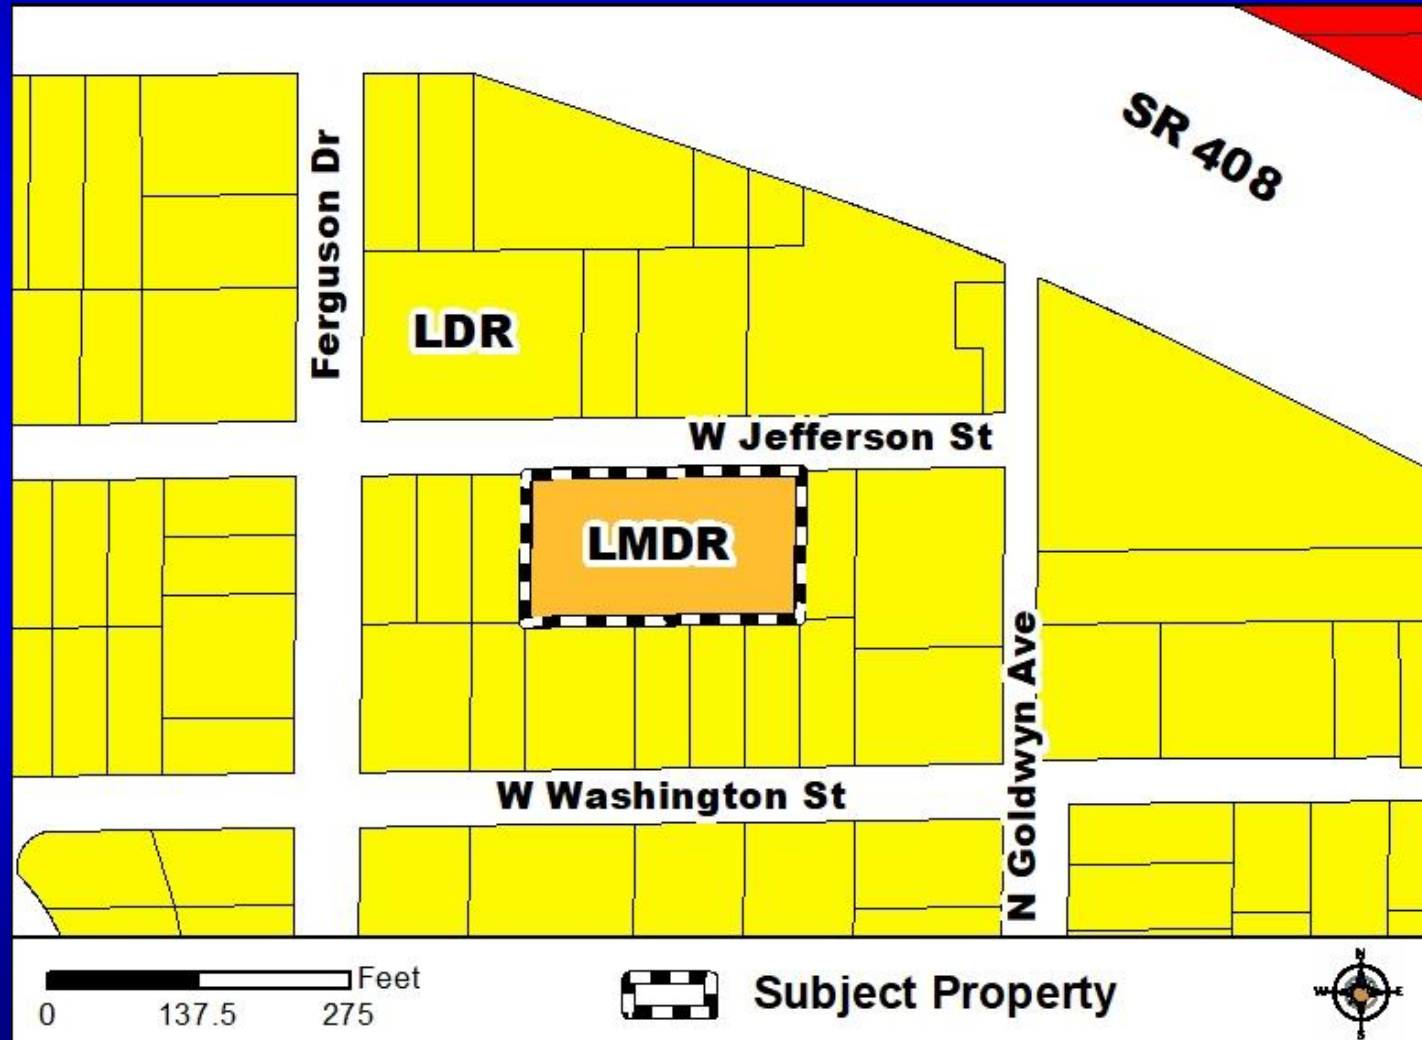 SR 408
Ferguson Dr
LDR
W Jefferson St
LMDR
N Goldwyn Ave
W Washington St
Feet
0 137.5 275
Subject Property
N
W E
S